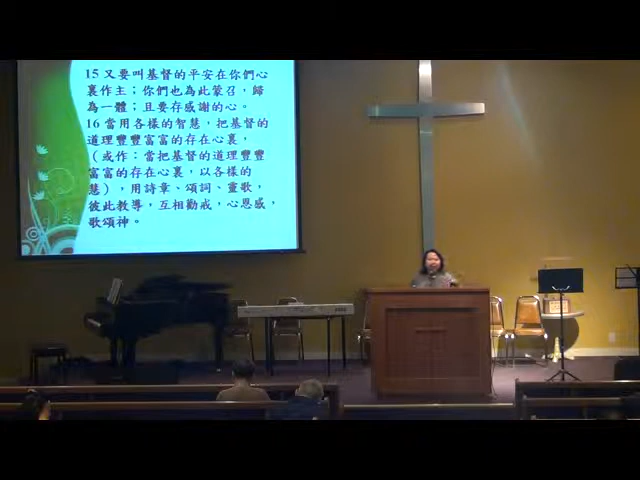 15 又要叫基督的平安在你們心
裏作主；你們也為此蒙召，歸
為一體；且要存感謝的心。
16 當用各樣的智慧，把基督的
道理豐豐富富的存在心裏，
（或作：當把基督的道理豐豐
富富的存在心裏，以各樣的智
慧），用詩章、頌詞、靈歌，
彼此教導，互相勸戒，心恩感，
歌頌神。